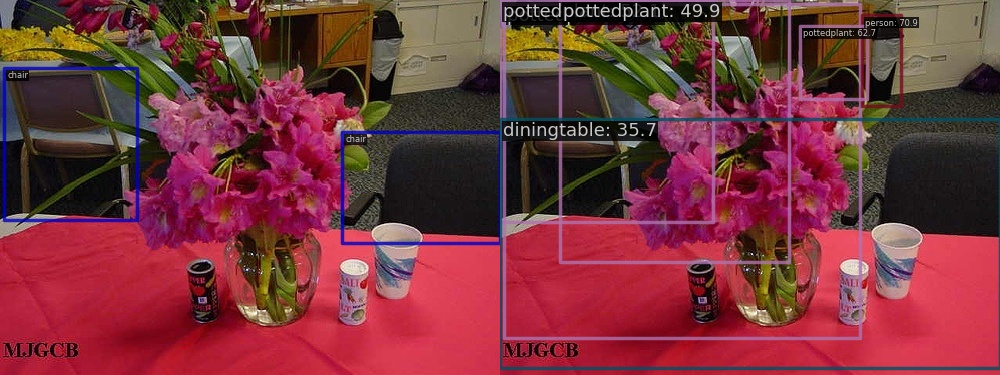 chair
chair
MJGCB
pottedpottedplant: 49.9
person: 70.9
pottedplant: 62.7
diningtable: 35.7
MJGCB